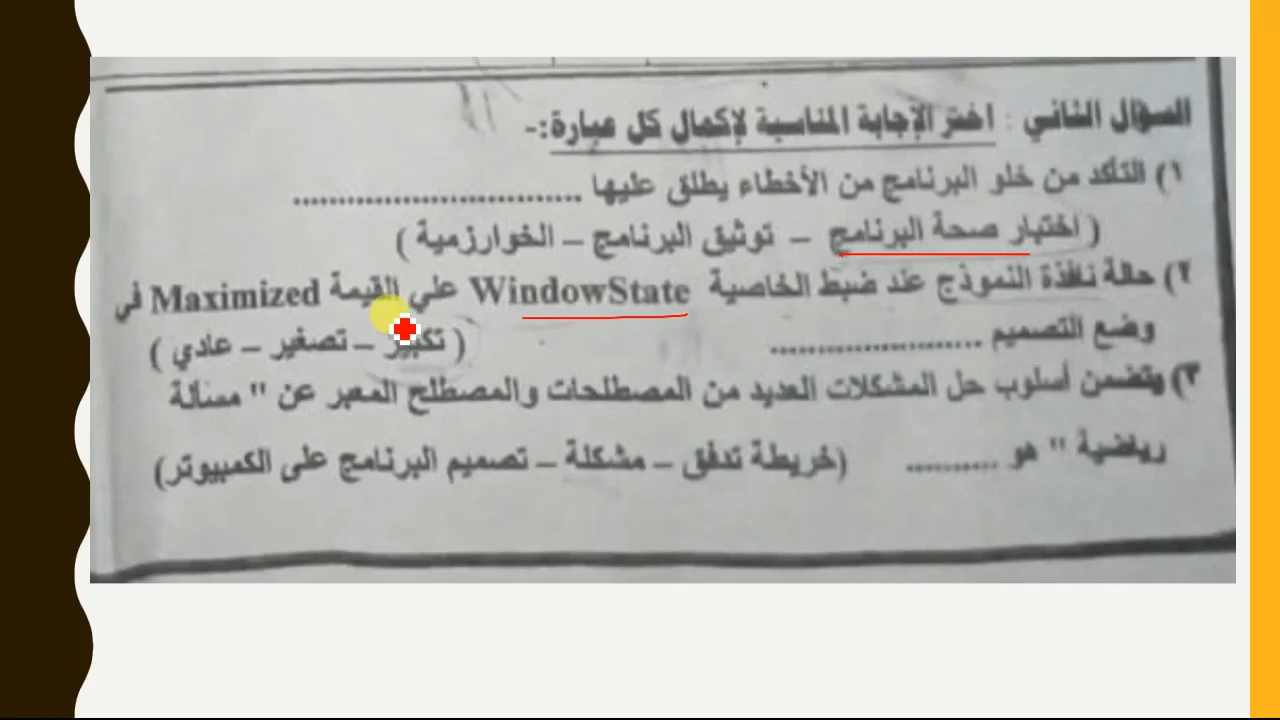 السؤال الثاني : اختر الإجابة المناسبة لإكمال كل عبارة:-
١) التأكد من خلو البرنامج من الأخطاء يطلق عليها ..............................
( اختبار صحة البرنامج – توثيق البرنامج – الخوارزمية )
٢) حالة نافذة النموذج عند ضبط الخاصية WindowState علي القيمة Maximized في
وضع التصميم ...................... ( تكبير – تصغير – عادي )
٣) يتضمن أسلوب حل المشكلات العديد من المصطلحات والمصطلح المعبر عن " مسألة
رياضية " هو .......... (خريطة تدفق – مشكلة – تصميم البرنامج على الكمبيوتر)